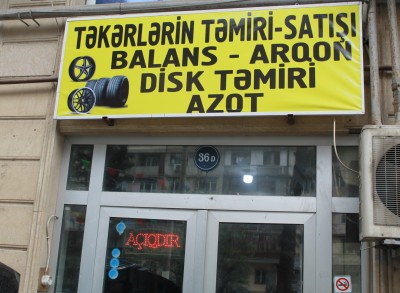 TƏKƏRLƏRİN TƏMİRİ-SATIŞI
BALANS - ARQON
DİSK TƏMİRİ
AZOT
36 D
AÇIQDIR